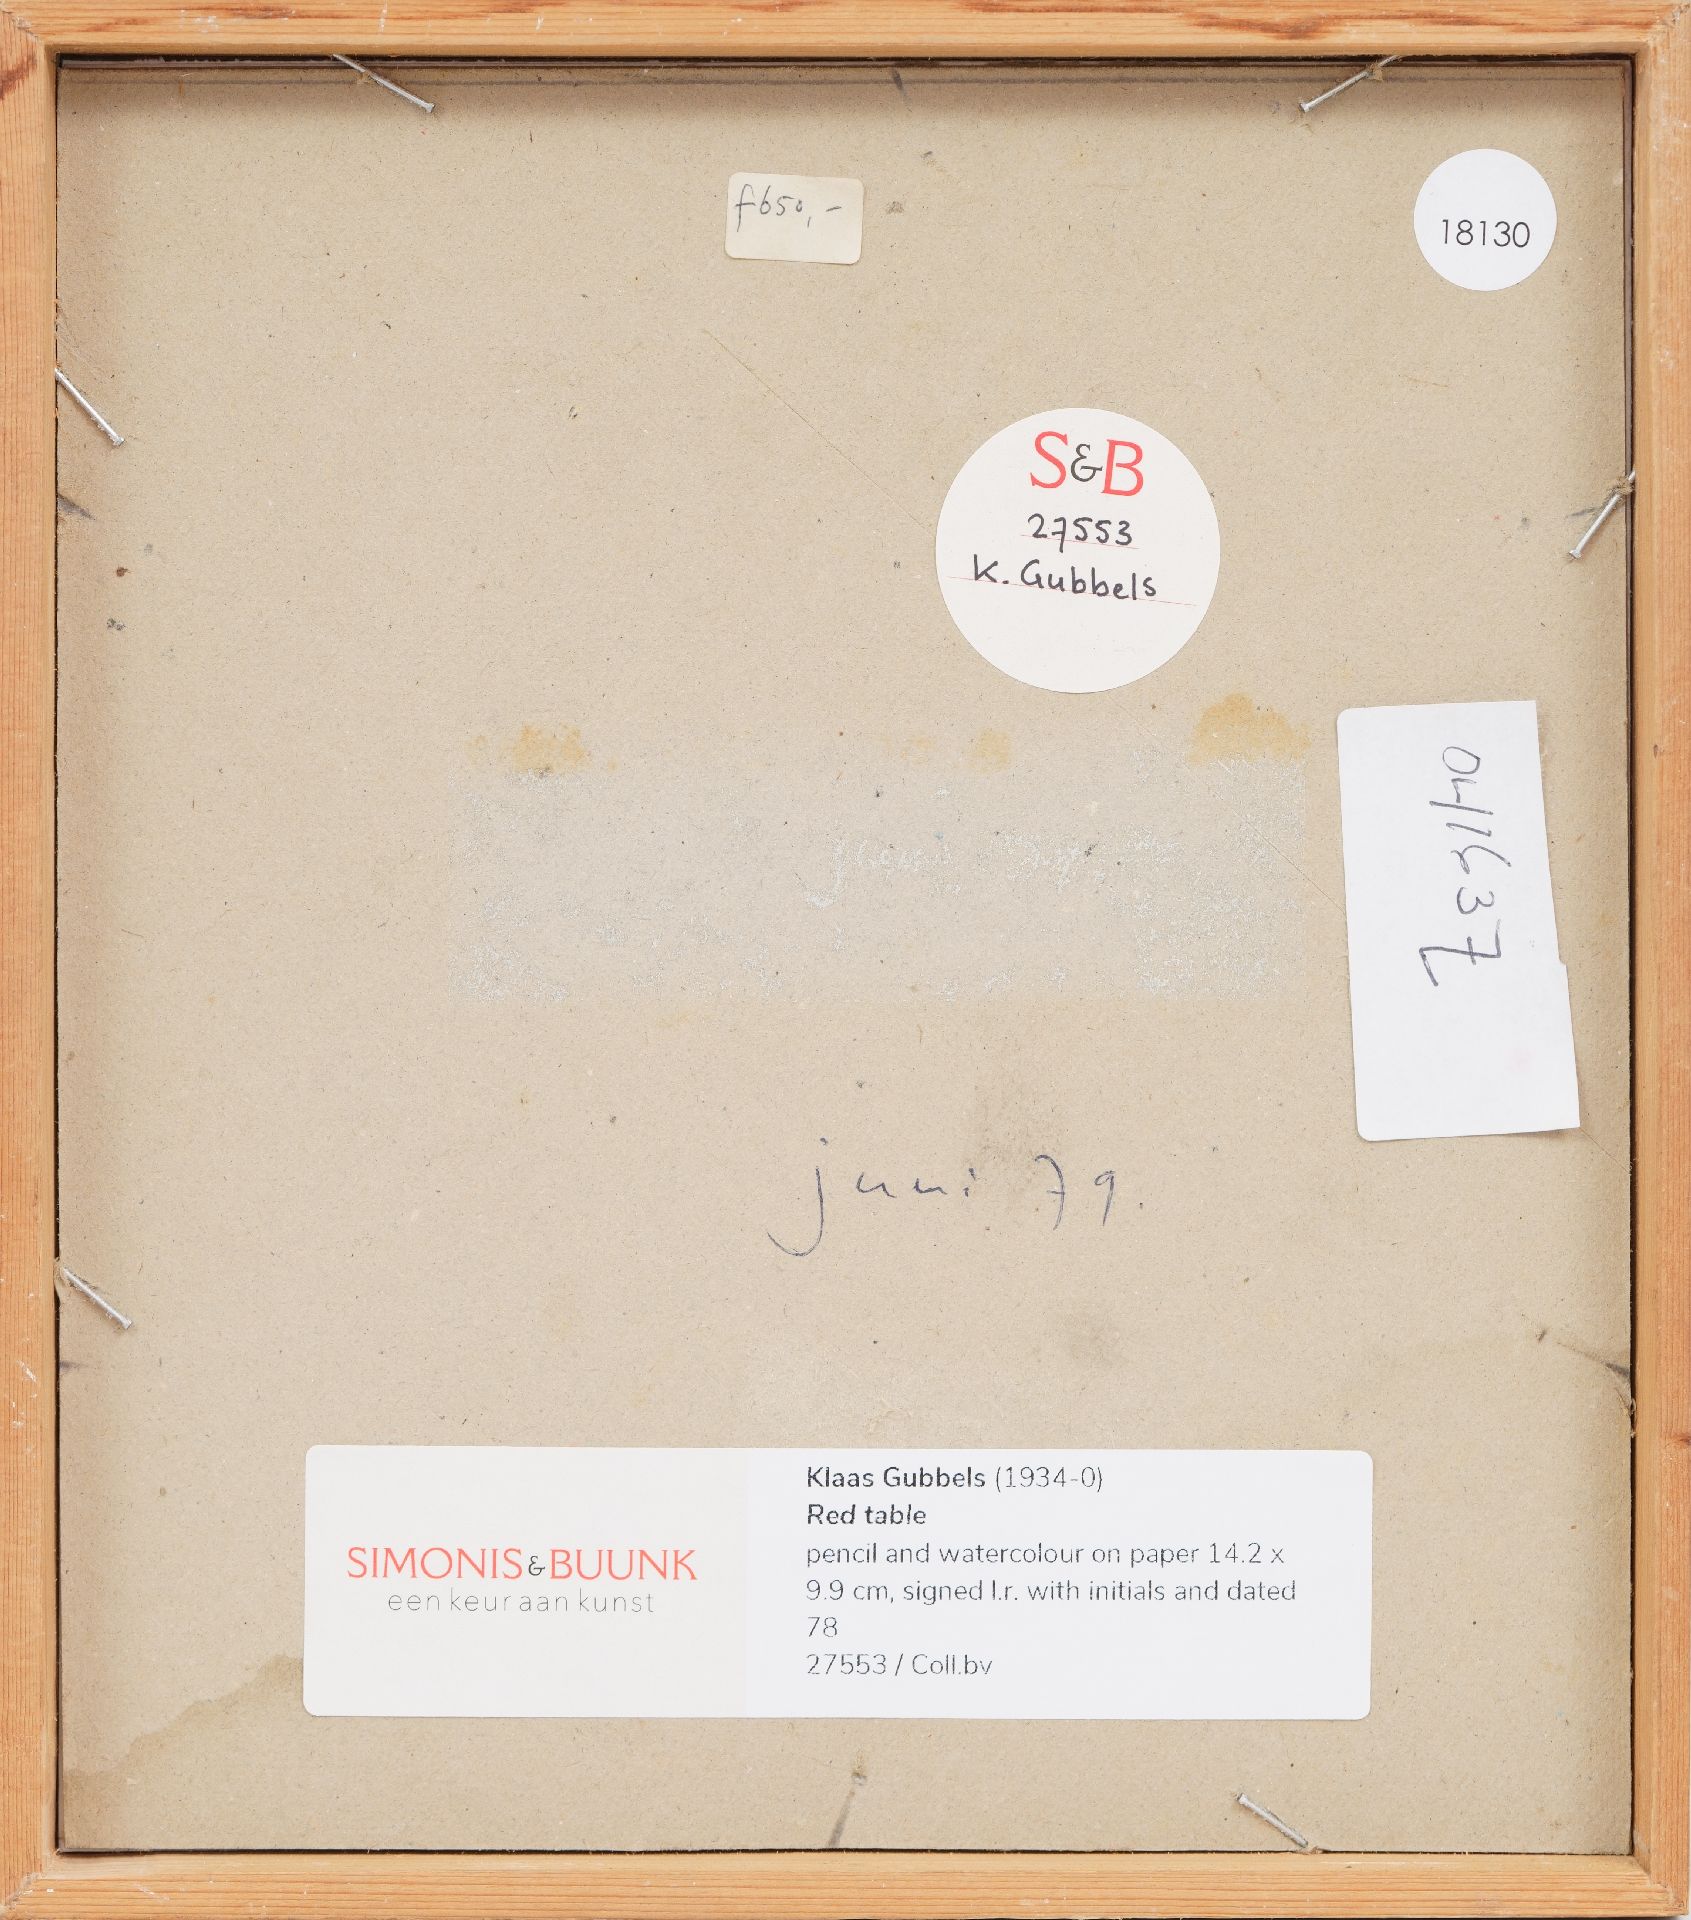 f650,-
18130
S&B
27553
K. Gubbels
041637
juni 79.
SIMONIS&BUUNK
een keur aan kunst
Klaas Gubbels (1934-0)
Red table
pencil and watercolour on paper 14.2 x
9.9 cm, signed l.r. with initials and dated
78
27553 / Coll.bv